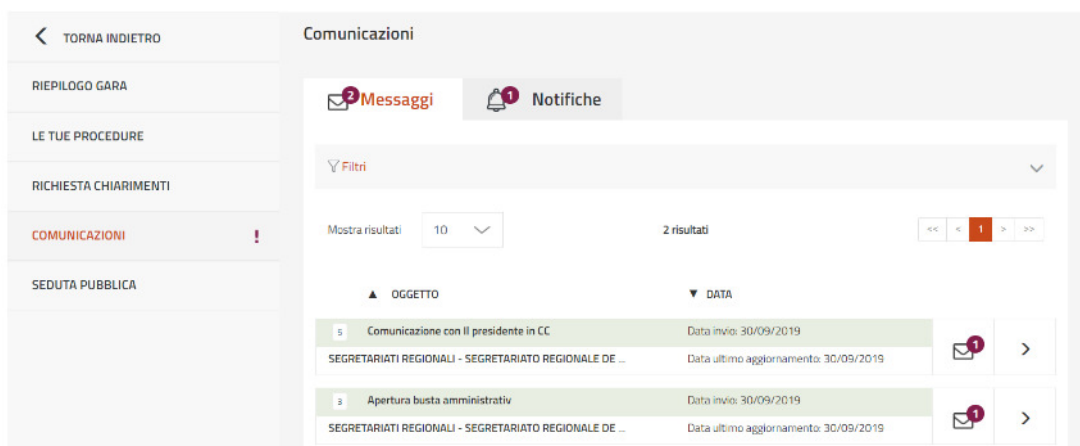 TORNA INDIETRO
RIEPILOGO GARA
LE TUE PROCEDURE
RICHIESTA CHIARIMENTI
COMUNICAZIONI !
SEDUTA PUBBLICA
Comunicazioni
2 Messaggi 1 Notifiche
Filtri
Mostra risultati 10 2 risultati << < 1 > >>
▲ OGGETTO ▼ DATA
5 Comunicazione con Il presidente in CC Data invio: 30/09/2019
SEGRETARIATI REGIONALI - SEGRETARIATO REGIONALE DE ... Data ultimo aggiornamento: 30/09/2019 1 >
3 Apertura busta amministrativ Data invio: 30/09/2019
SEGRETARIATI REGIONALI - SEGRETARIATO REGIONALE DE ... Data ultimo aggiornamento: 30/09/2019 1 >